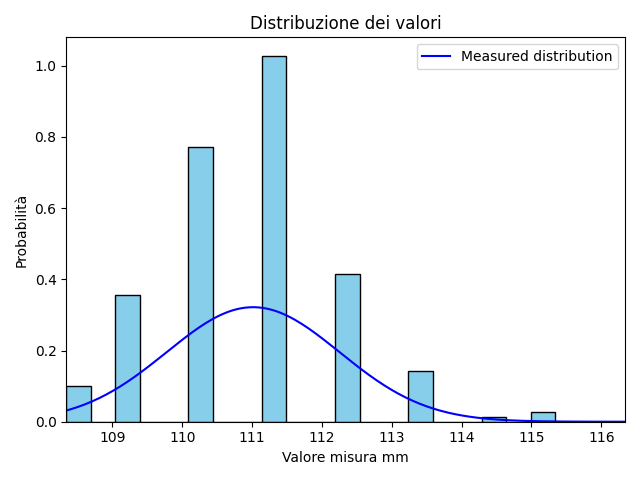 Distribuzione dei valori
Measured distribution
Probabilità
1.0
0.8
0.6
0.4
0.2
0.0
109 110 111 112 113 114 115 116
Valore misura mm